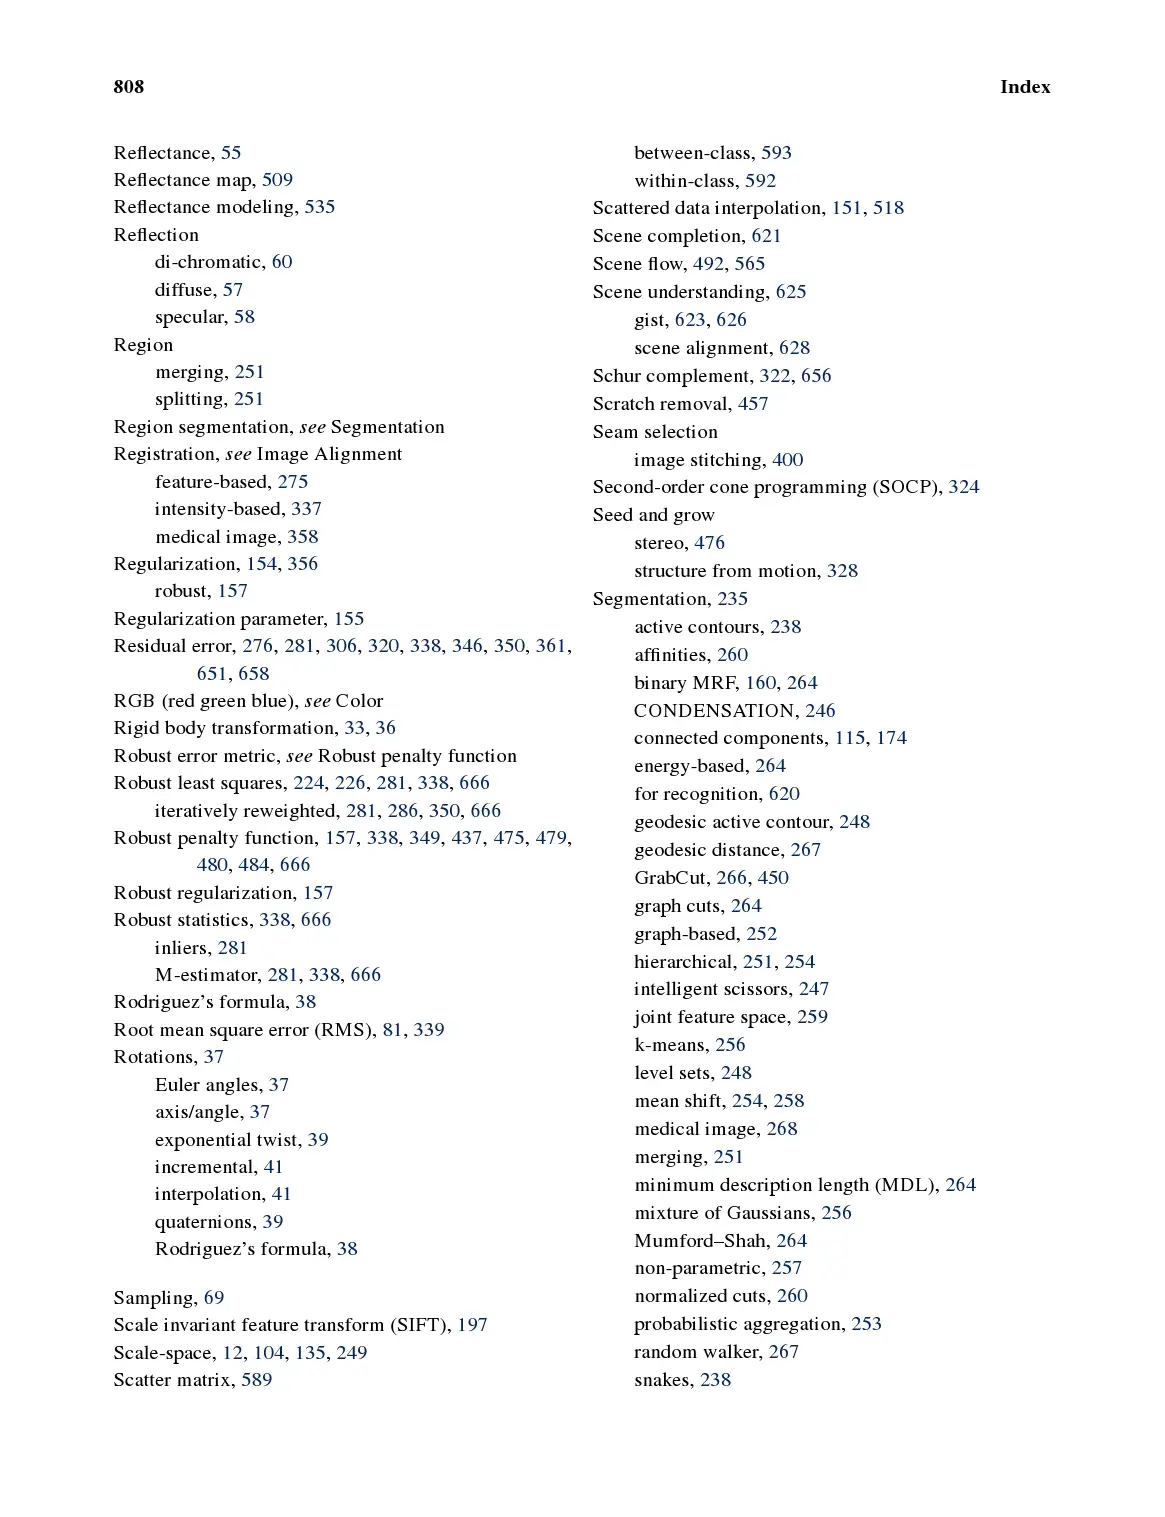 808
Index
Reflectance, 55
Reflectance map, 509
Reflectance modeling, 535
Reflection
di-chromatic, 60
diffuse, 57
specular, 58
Region
merging, 251
splitting, 251
Region segmentation, see Segmentation
Registration, see Image Alignment
feature-based, 275
intensity-based, 337
medical image, 358
Regularization, 154, 356
robust, 157
Regularization parameter, 155
Residual error, 276, 281, 306, 320, 338, 346, 350, 361,
651, 658
RGB (red green blue), see Color
Rigid body transformation, 33, 36
Robust error metric, see Robust penalty function
Robust least squares, 224, 226, 281, 338, 666
iteratively reweighted, 281, 286, 350, 666
Robust penalty function, 157, 338, 349, 437, 475, 479,
480, 484, 666
Robust regularization, 157
Robust statistics, 338, 666
inliers, 281
M-estimator, 281, 338, 666
Rodriguez's formula, 38
Root mean square error (RMS), 81, 339
Rotations, 37
Euler angles, 37
axis/angle, 37
exponential twist, 39
incremental, 41
interpolation, 41
quaternions, 39
Rodriguez's formula, 38
Sampling, 69
Scale invariant feature transform (SIFT), 197
Scale-space, 12, 104, 135, 249
Scatter matrix, 589
between-class, 593
within-class, 592
Scattered data interpolation, 151, 518
Scene completion, 621
Scene flow, 492, 565
Scene understanding, 625
gist, 623, 626
scene alignment, 628
Schur complement, 322, 656
Scratch removal, 457
Seam selection
image stitching, 400
Second-order cone programming (SOCP), 324
Seed and grow
stereo, 476
structure from motion, 328
Segmentation, 235
active contours, 238
affinities, 260
binary MRF, 160, 264
CONDENSATION, 246
connected components, 115, 174
energy-based, 264
for recognition, 620
geodesic active contour, 248
geodesic distance, 267
GrabCut, 266, 450
graph cuts, 264
graph-based, 252
hierarchical, 251, 254
intelligent scissors, 247
joint feature space, 259
k-means, 256
level sets, 248
mean shift, 254, 258
medical image, 268
merging, 251
minimum description length (MDL), 264
mixture of Gaussians, 256
Mumford–Shah, 264
non-parametric, 257
normalized cuts, 260
probabilistic aggregation, 253
random walker, 267
snakes, 238